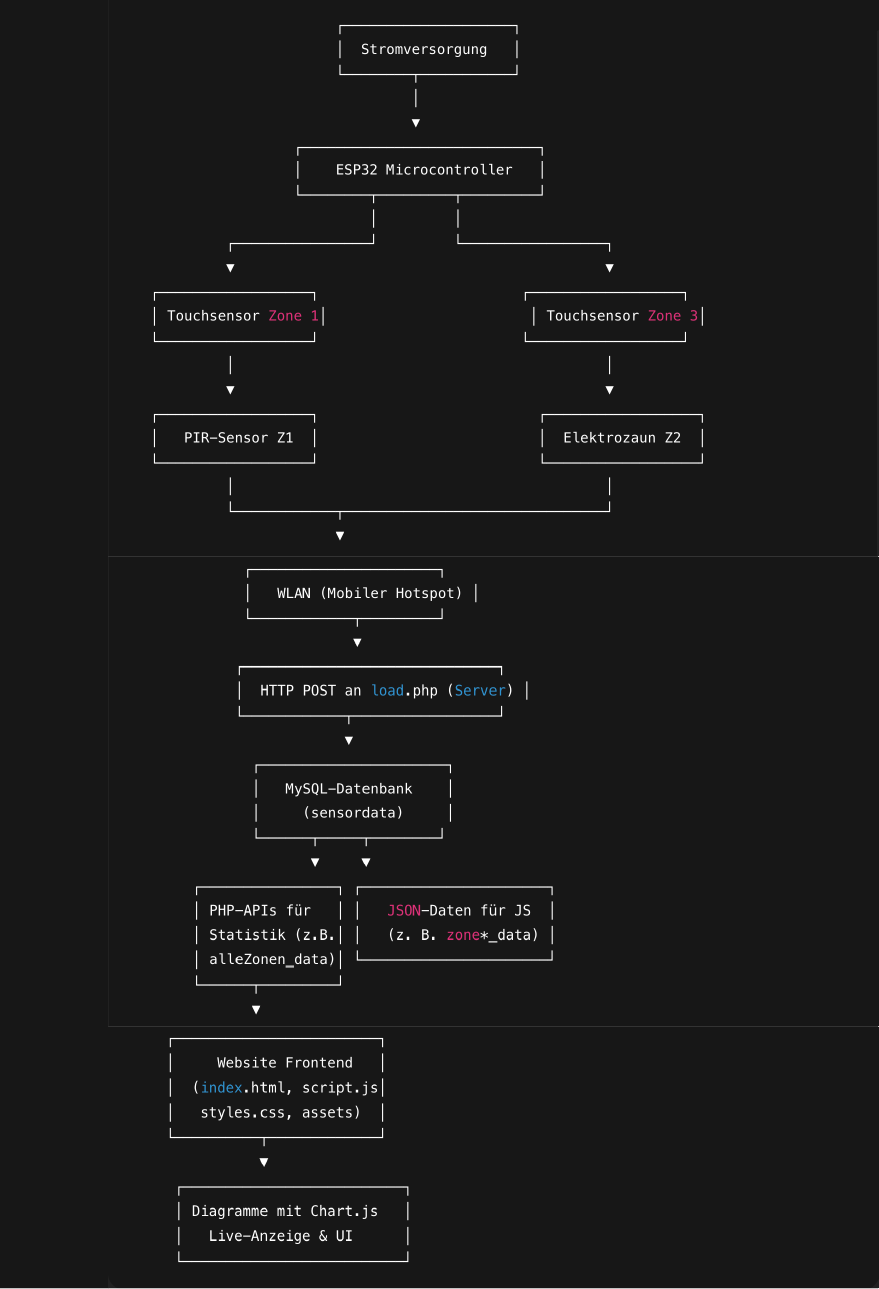 Stromversorgung
ESP32 Microcontroller
Touchsensor Zone 1
Touchsensor Zone 3
PIR-Sensor Z1
Elektrozaun Z2
WLAN (Mobiler Hotspot)
HTTP POST an load.php (Server)
MySQL-Datenbank
(sensordata)
PHP-APIs für
Statistik (z.B.
alleZonen_data)
JSON-Daten für JS
(z. B. zone*_data)
Website Frontend
(index.html, script.js
styles.css, assets)
Diagramme mit Chart.js
Live-Anzeige & UI